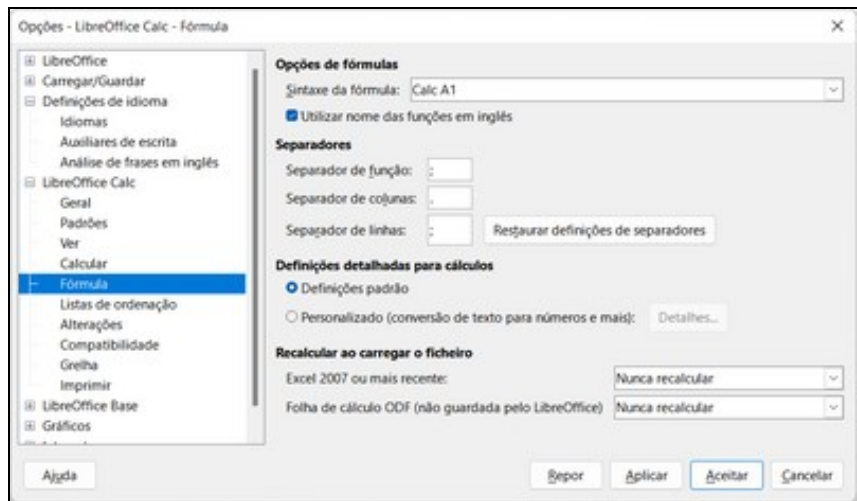 Opções - LibreOffice Calc - Fórmula
LibreOffice
Carregar/Guardar
Definições de idioma
Idiomas
Auxiliares de escrita
Análise de frases em inglês
LibreOffice Calc
Geral
Padrões
Ver
Calcular
Fórmula
Listas de ordenação
Alterações
Compatibilidade
Grelha
Imprimir
LibreOffice Base
Gráficos
Opções de fórmulas
Sintaxe da fórmula: Calc A1
Utilizar nome das funções em inglês
Separadores
Separador de função: ;
Separador de colunas: .
Separador de linhas: ; Restaurar definições de separadores
Definições detalhadas para cálculos
Definições padrão
Personalizado (conversão de texto para números e mais): Detalhes...
Recalcular ao carregar o ficheiro
Excel 2007 ou mais recente: Nunca recalcular
Folha de cálculo ODF (não guardada pelo LibreOffice) Nunca recalcular
Ajuda Repor Aplicar Aceitar Cancelar